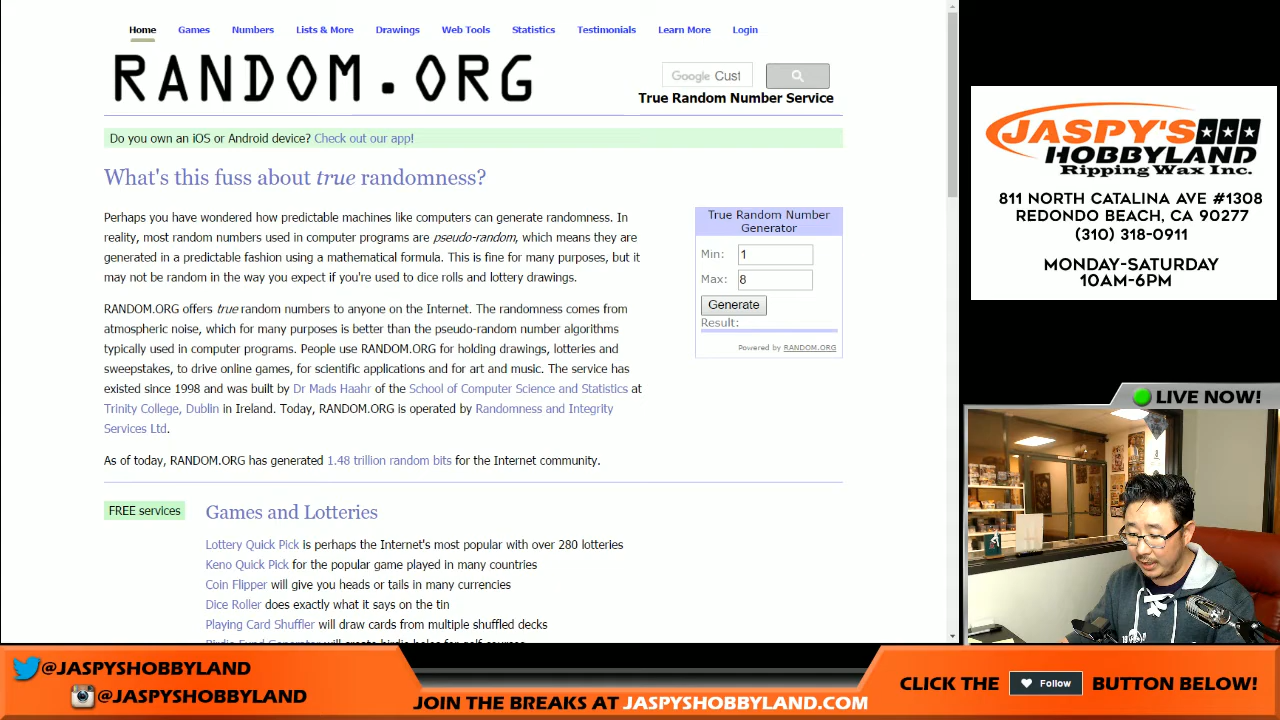 Home Games Numbers Lists & More Drawings Web Tools Statistics Testimonials Learn More Login
RANDOM.ORG
Google Cust
True Random Number Service
Do you own an iOS or Android device? Check out our app!
What's this fuss about true randomness?
Perhaps you have wondered how predictable machines like computers can generate randomness. In
reality, most random numbers used in computer programs are pseudo-random, which means they are
generated in a predictable fashion using a mathematical formula. This is fine for many purposes, but it
may not be random in the way you expect if you're used to dice rolls and lottery drawings.
RANDOM.ORG offers true random numbers to anyone on the Internet. The randomness comes from
atmospheric noise, which for many purposes is better than the pseudo-random number algorithms
typically used in computer programs. People use RANDOM.ORG for holding drawings, lotteries and
sweepstakes, to drive online games, for scientific applications and for art and music. The service has
existed since 1998 and was built by Dr Mads Haahr of the School of Computer Science and Statistics at
Trinity College, Dublin in Ireland. Today, RANDOM.ORG is operated by Randomness and Integrity
Services Ltd.
As of today, RANDOM.ORG has generated 1.48 trillion random bits for the Internet community.
True Random Number
Generator
Min: 1
Max: 8
Generate
Result:
Powered by RANDOM.ORG
FREE services
Games and Lotteries
Lottery Quick Pick is perhaps the Internet's most popular with over 280 lotteries
Keno Quick Pick for the popular game played in many countries
Coin Flipper will give you heads or tails in many currencies
Dice Roller does exactly what it says on the tin
Playing Card Shuffler will draw cards from multiple shuffled decks
Birdie Fund Generator will create birdie holes for golf courses
JASPY'S
HOBBYLAND
Ripping Wax Inc.
811 NORTH CATALINA AVE #1308
REDONDO BEACH, CA 90277
(310) 318-0911
MONDAY-SATURDAY
10AM-6PM
LIVE NOW!
@JASPYSHOBBYLAND
@JASPYSHOBBYLAND
JOIN THE BREAKS AT JASPYSHOBBYLAND.COM
CLICK THE Follow BUTTON BELOW!